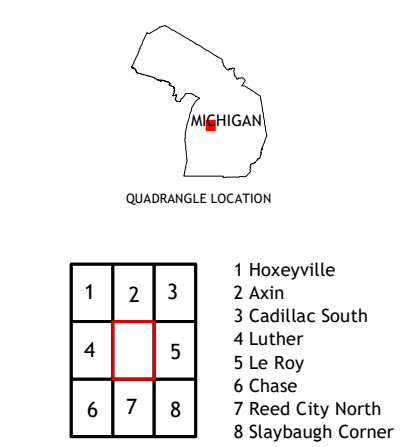 MICHIGAN
QUADRANGLE LOCATION
1 2 3
4 5
6 7 8
1 Hoxeyville
2 Axin
3 Cadillac South
4 Luther
5 Le Roy
6 Chase
7 Reed City North
8 Slaybaugh Corner